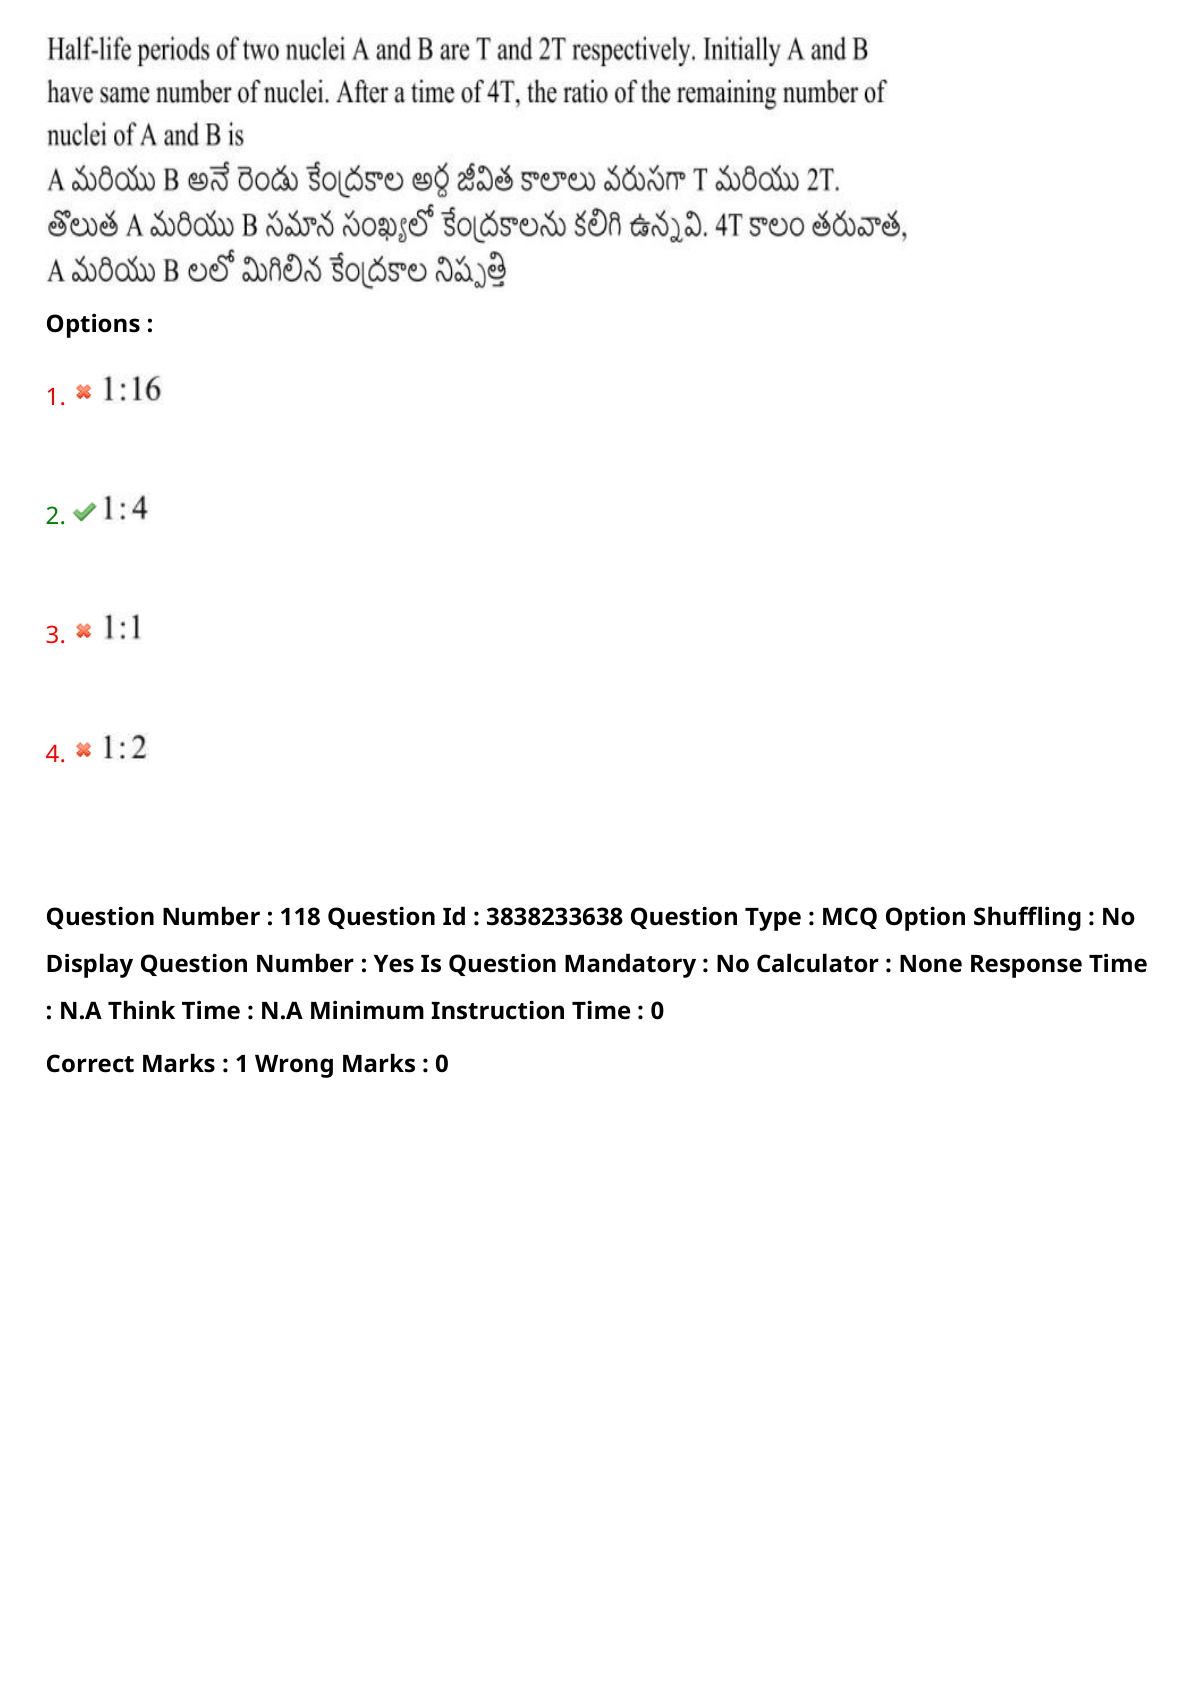 Half-life periods of two nuclei A and B are T and 2T respectively. Initially A and B
have same number of nuclei. After a time of 4T, the ratio of the remaining number of
nuclei of A and B is
A మరియు B అనే రెండు కేంద్రకాల అర్ధ జీవిత కాలాలు వరుసగా T మరియు 2T.
తొలుత A మరియు B సమాన సంఖ్యలో కేంద్రకాలను కలిగి ఉన్నవి. 4T కాలం తరువాత,
A మరియు B లలో మిగిలిన కేంద్రకాల నిష్పత్తి
Options :
1. 1:16
2. 1:4
3. 1:1
4. 1:2
Question Number : 118 Question Id : 3838233638 Question Type : MCQ Option Shuffling : No
Display Question Number : Yes Is Question Mandatory : No Calculator : None Response Time
: N.A Think Time : N.A Minimum Instruction Time : 0
Correct Marks : 1 Wrong Marks : 0